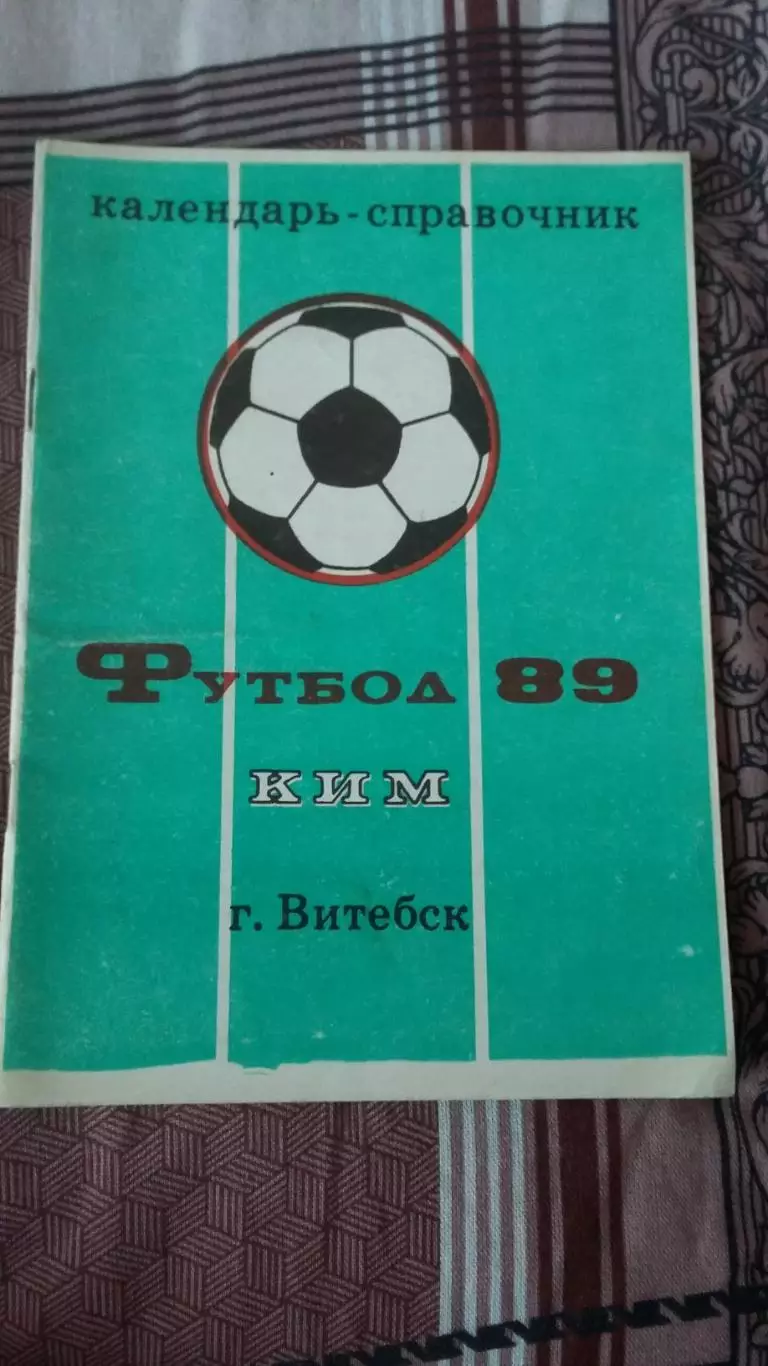 календарь-справочник
Футбол 89
КИМ
г. Витебск